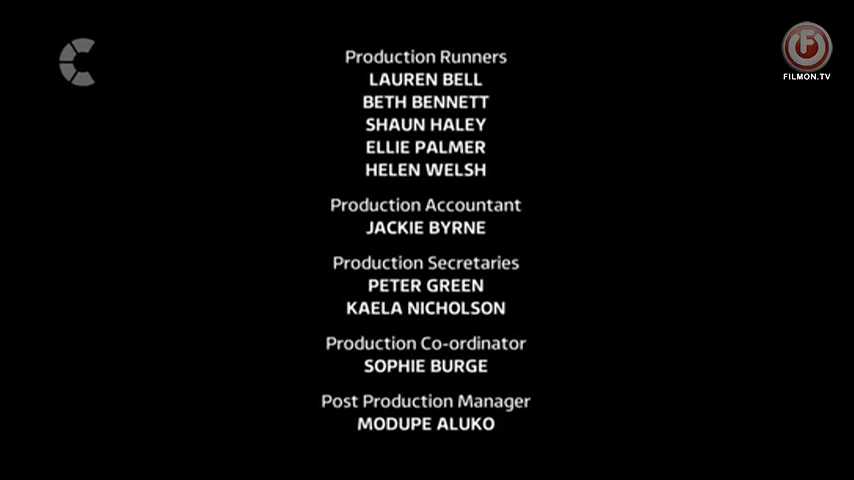 Production Runners
LAUREN BELL
BETH BENNETT
SHAUN HALEY
ELLIE PALMER
HELEN WELSH
Production Accountant
JACKIE BYRNE
Production Secretaries
PETER GREEN
KAELA NICHOLSON
Production Co-ordinator
SOPHIE BURGE
Post Production Manager
MODUPE ALUKO
F
FILMON.TV